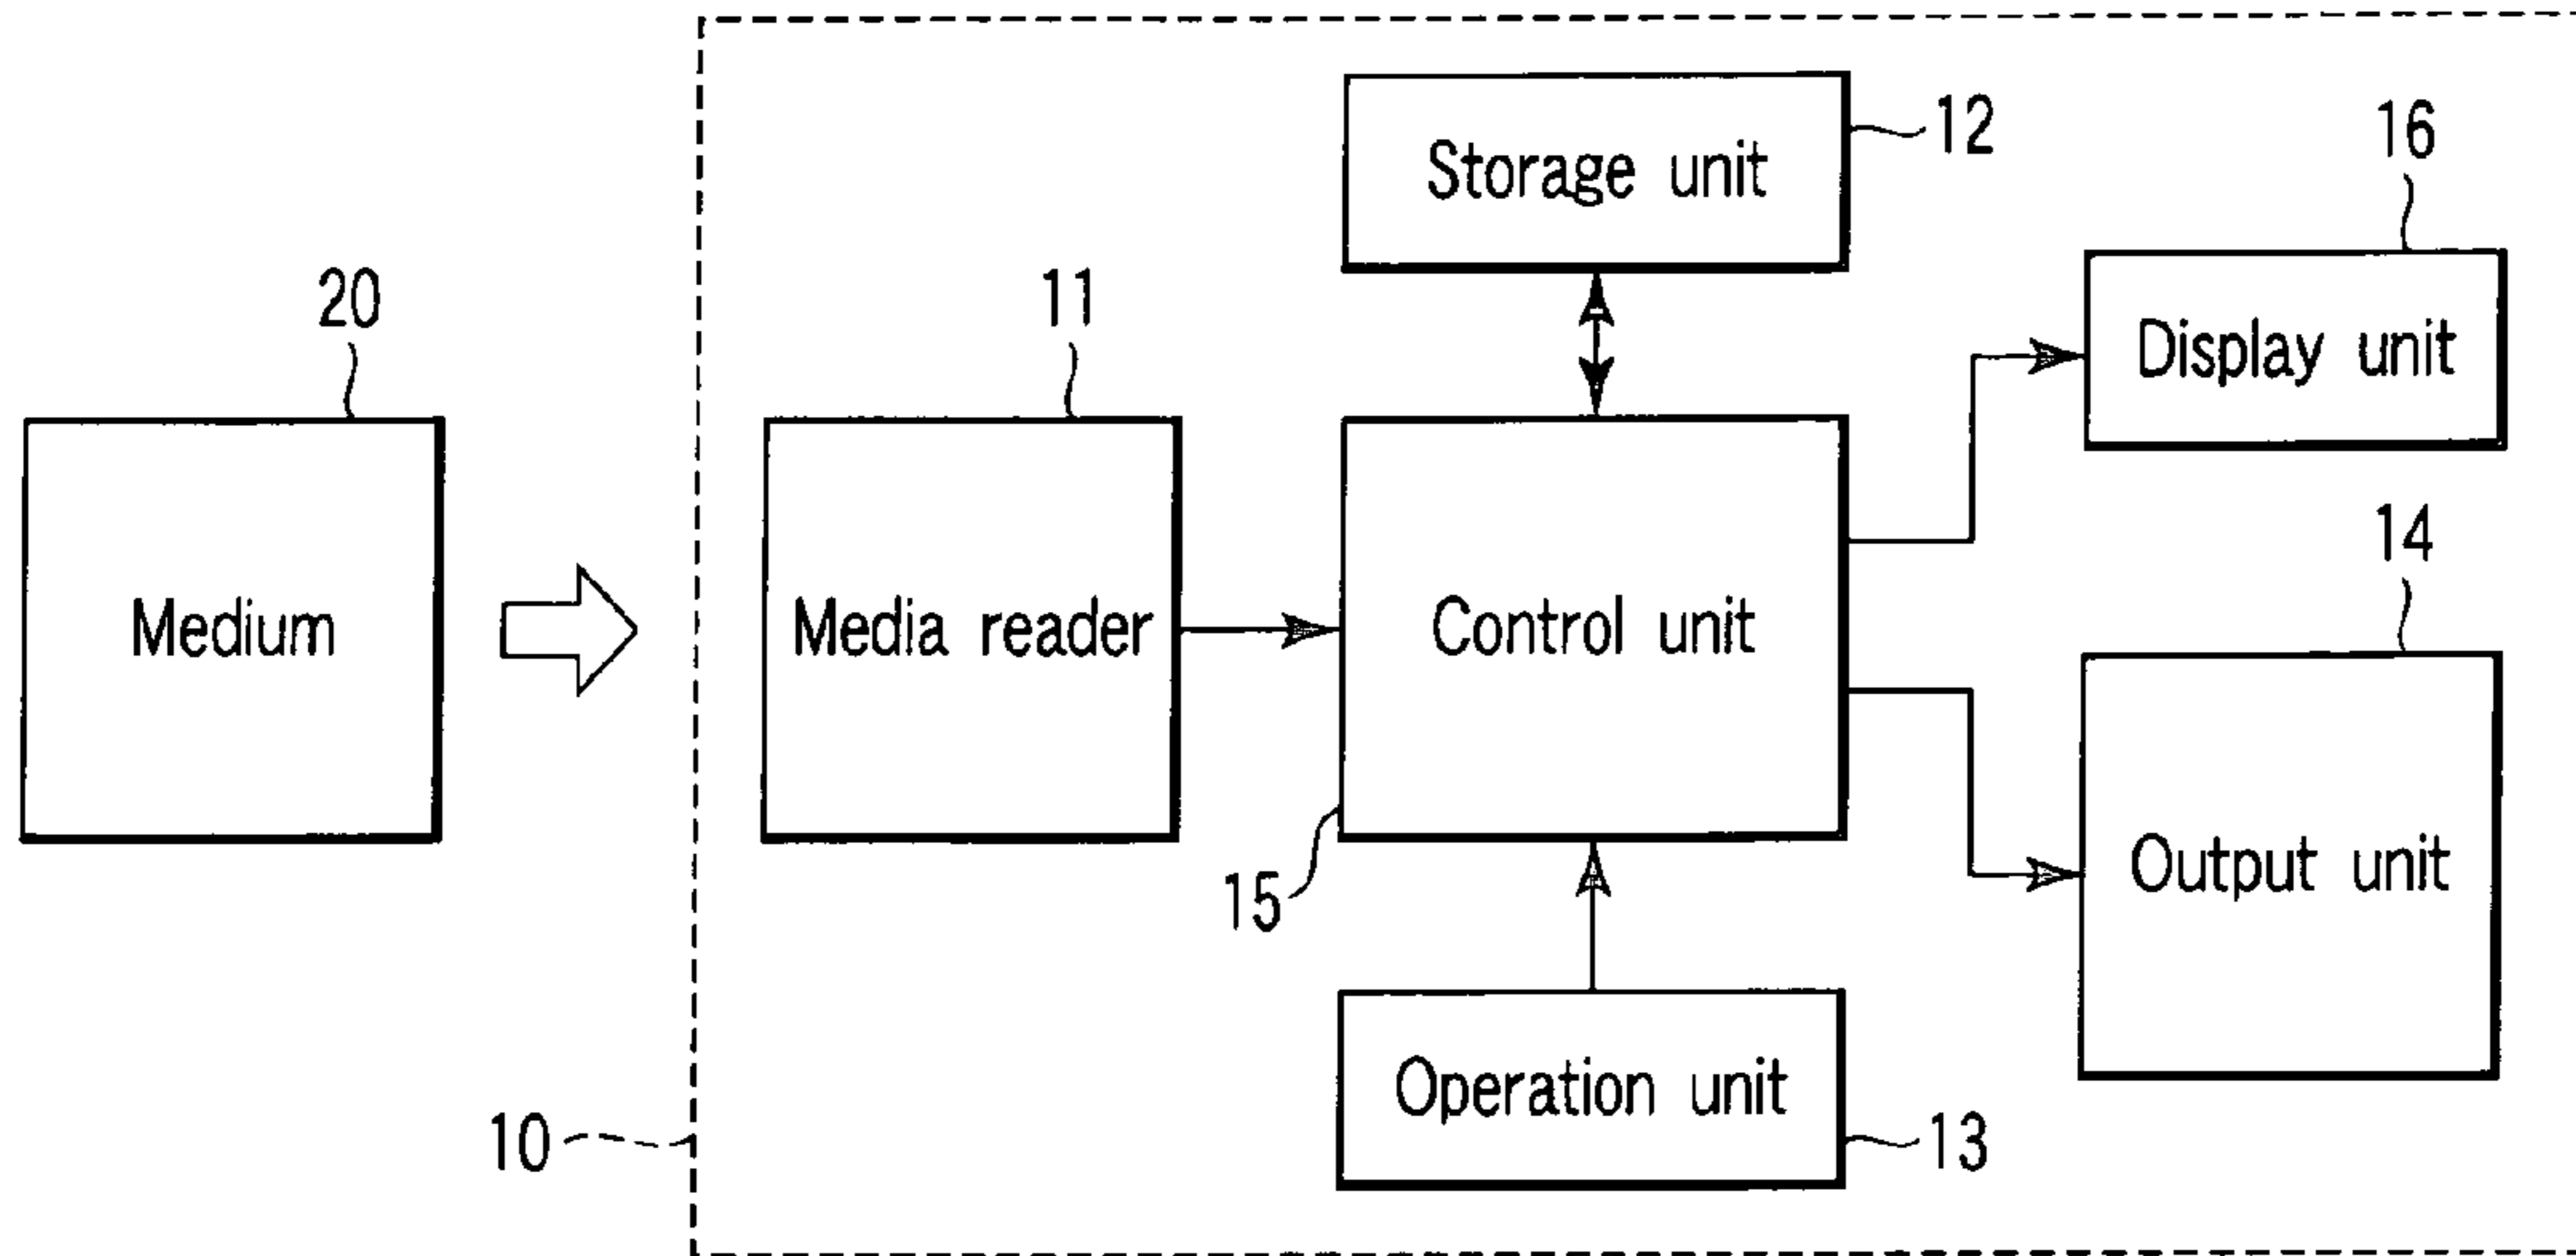 12
Storage unit
16
Display unit
20
Medium
11
Media reader
Control unit
15
14
Output unit
Operation unit
13
10